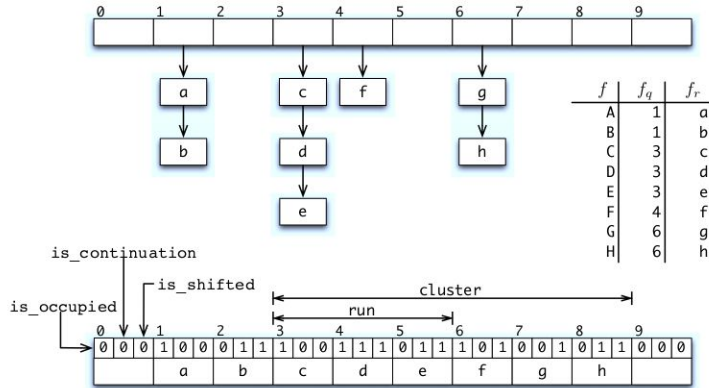 0 1 2 3 4 5 6 7 8 9
a c f g
b d h
e
f f_q f_r
A 1 a
B 1 b
C 3 c
D 3 d
E 3 e
F 4 f
G 6 g
H 6 h
is_continuation
is_shifted
cluster
is_occupied
run
0 1 2 3 4 5 6 7 8 9
0 0 0 1 0 0 0 1 1 1 0 0 1 1 1 0 1 1 1 0 1 0 0 1 0 1 1 0 0 0
a b c d e f g h